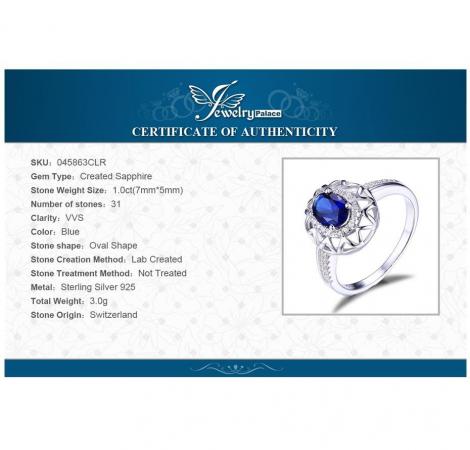 Jewelry Palace
CERTIFICATE OF AUTHENTICITY
SKU: 045863CLR
Gem Type: Created Sapphire
Stone Weight Size: 1.0ct(7mm*5mm)
Number of stones: 31
Clarity: VVS
Color: Blue
Stone shape: Oval Shape
Stone Creation Method: Lab Created
Stone Treatment Method: Not Treated
Metal: Sterling Silver 925
Total Weight: 3.0g
Stone Origin: Switzerland